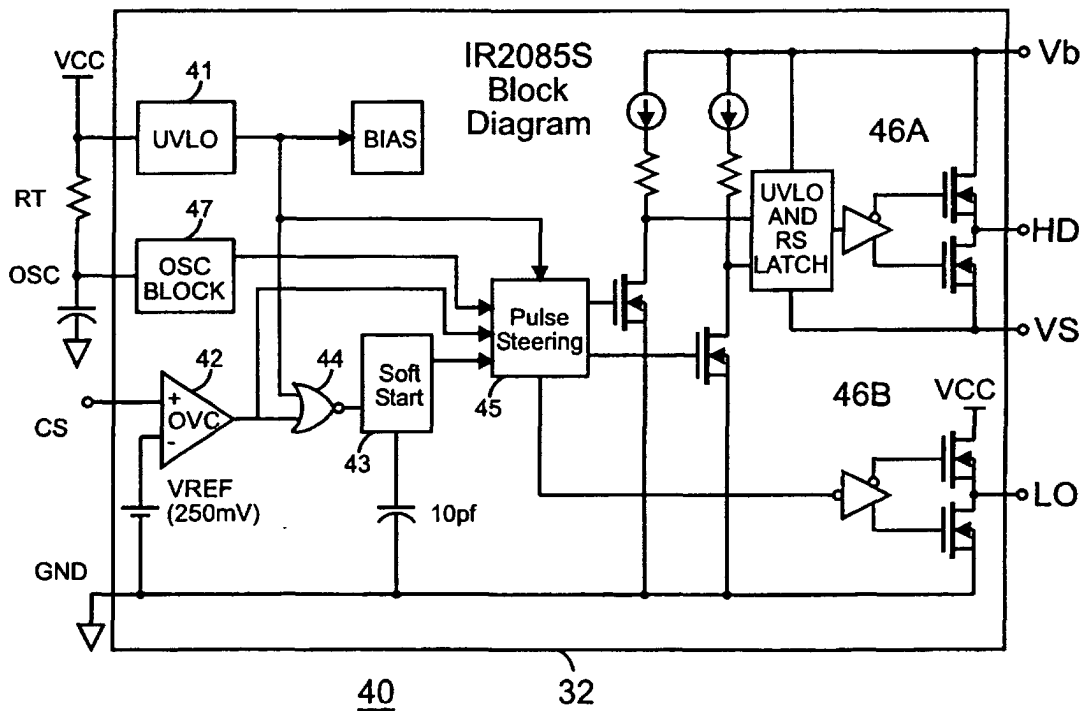 IR2085S
Block
Diagram
VCC
41
UVLO
BIAS
Vb
46A
RT
47
OSC
OSC
BLOCK
UVLO
AND
RS
LATCH
HD
VS
Pulse
Steering
45
42
+
OVC
-
CS
44
Soft
Start
43
46B
VCC
LO
VREF
(250mV)
10pf
GND
40
32